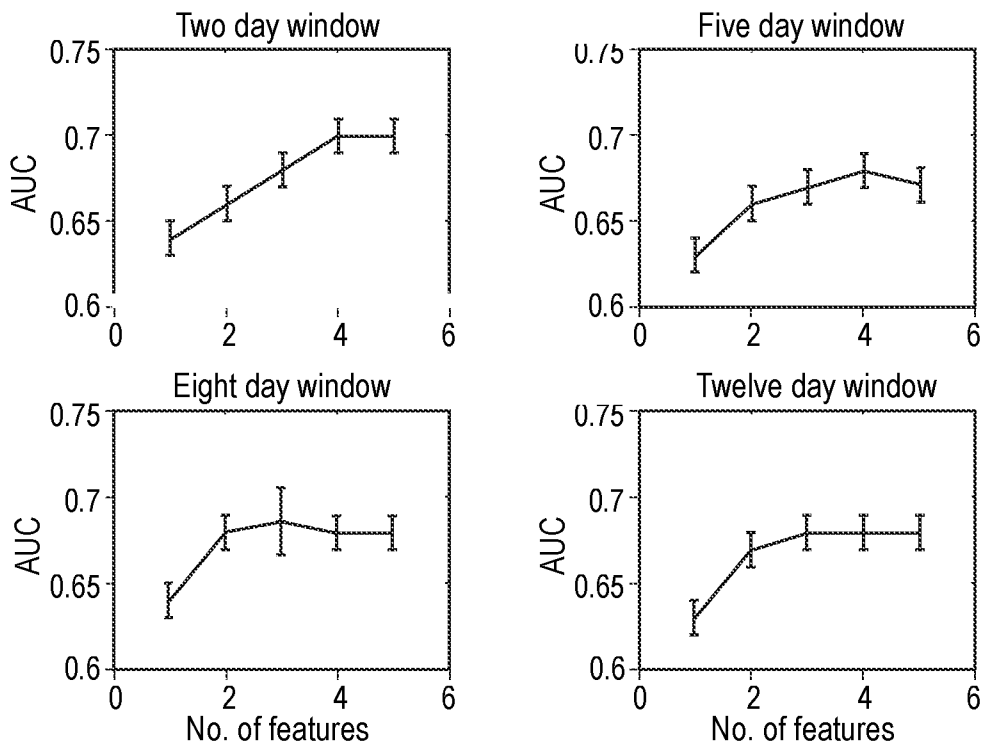 Two day window
0.75
0.7
0.65
0.6
AUC
0 2 4 6
Five day window
0.75
0.7
0.65
0.6
AUC
0 2 4 6
Eight day window
0.75
0.7
0.65
0.6
AUC
0 2 4 6
No. of features
Twelve day window
0.75
0.7
0.65
0.6
AUC
0 2 4 6
No. of features